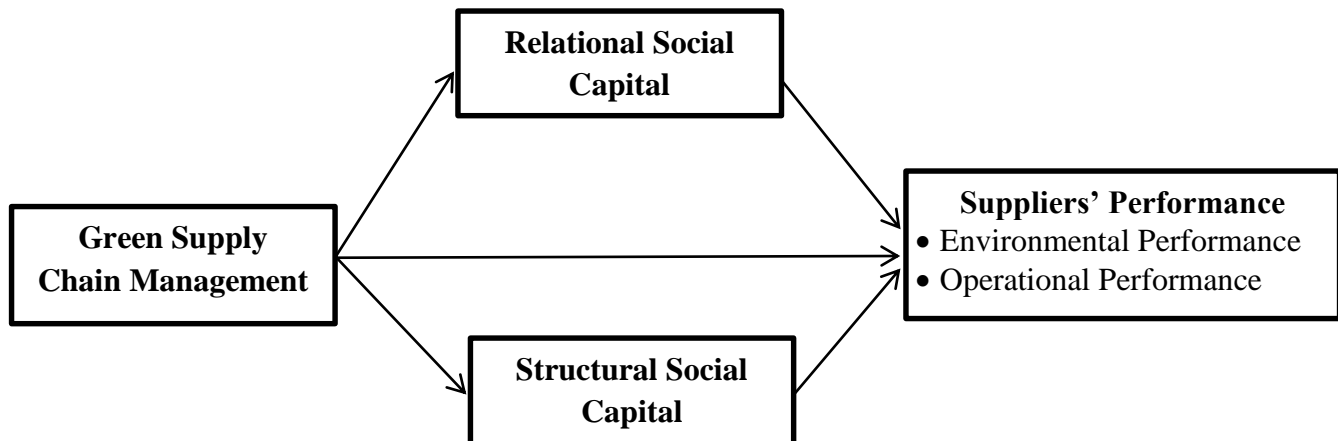 Relational Social
Capital
Green Supply
Chain Management
Suppliers’ Performance
• Environmental Performance
• Operational Performance
Structural Social
Capital